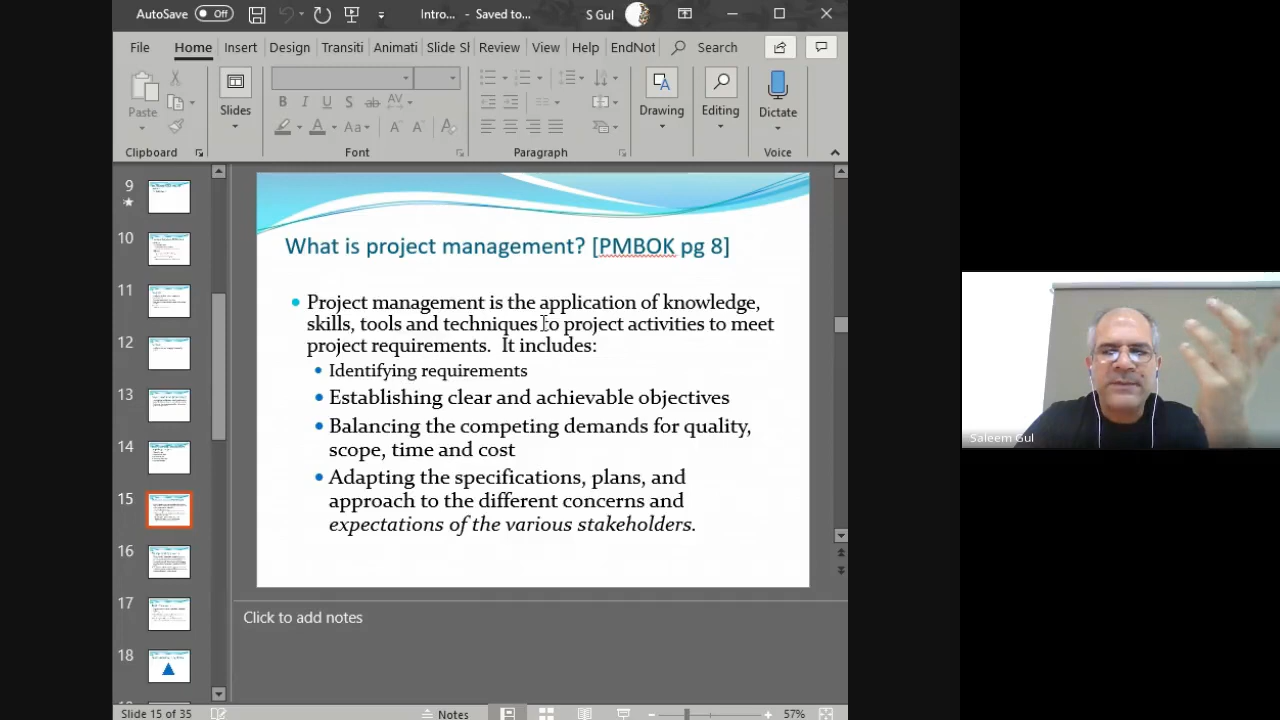 AutoSave Off Intro... - Saved to... S Gul
File Home Insert Design Transiti Animati Slide Sl Review View Help EndNot Search
Paste Slides B I U S ab AV Aa A A A Drawing Editing Dictate
Clipboard Font Paragraph Voice
9
10
11
12
13
14
15
16
17
18
What is project management? [PMBOK pg 8]
Project management is the application of knowledge,
skills, tools and techniques to project activities to meet
project requirements. It includes:
Identifying requirements
Establishing clear and achievable objectives
Balancing the competing demands for quality,
scope, time and cost
Adapting the specifications, plans, and
approach to the different concerns and
expectations of the various stakeholders.
Click to add notes
Slide 15 of 35 Notes 57%
Saleem Gul